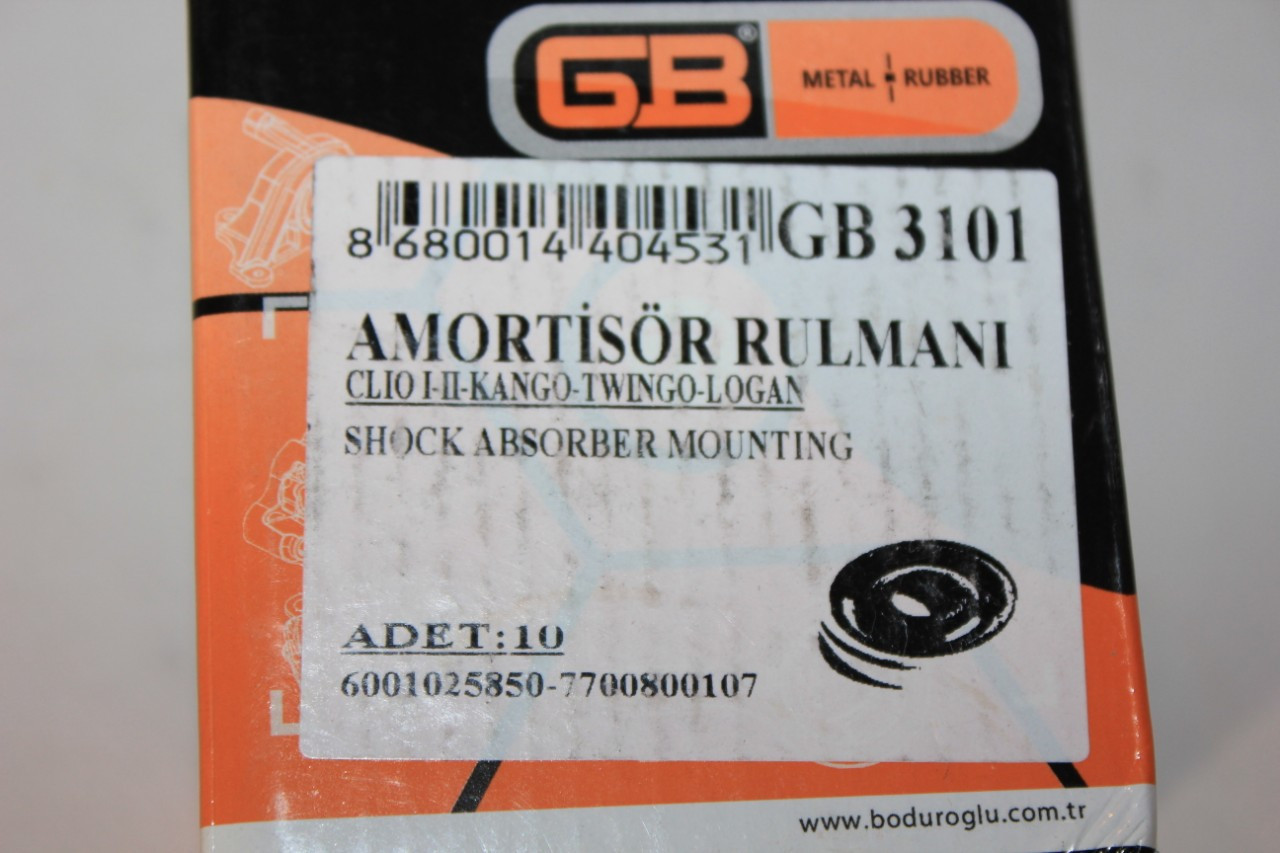 GB®
METAL RUBBER
8 680014 404531
GB 3101
AMORTİSÖR RULMANI
CLIO I-II-KANGO-TWINGO-LOGAN
SHOCK ABSORBER MOUNTING
ADET:10
6001025850-7700800107
www.boduroglu.com.tr